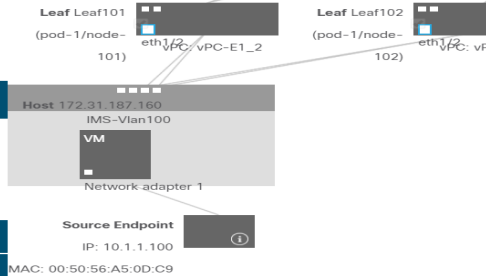 Leaf Leaf101
(pod-1/node-
101)
eth1/2
vPC: vPC-E1_2
Leaf Leaf102
(pod-1/node-
102)
eth1/2
vPC: vP
Host 172.31.187.160
IMS-Vlan100
VM
Network adapter 1
Source Endpoint
IP: 10.1.1.100
MAC: 00:50:56:A5:0D:C9